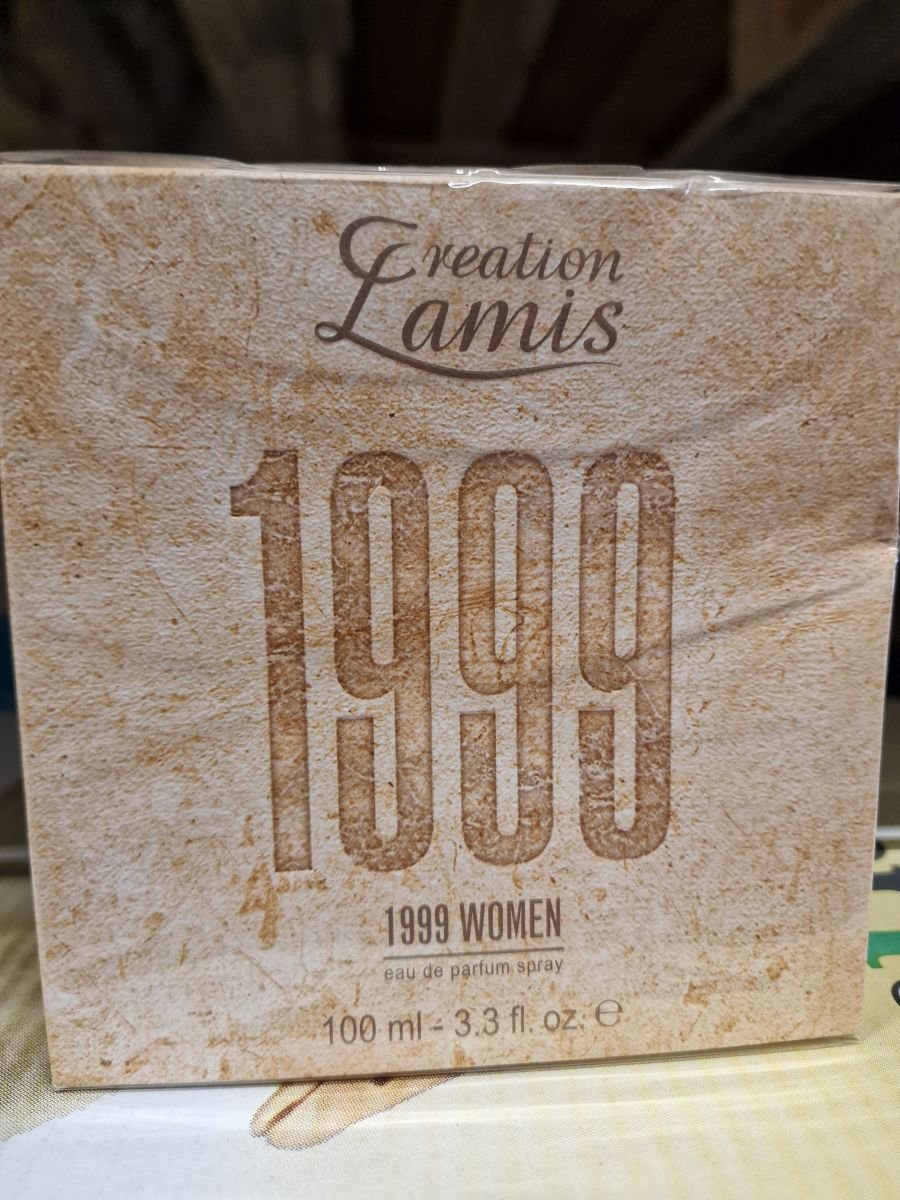 Creation
Lamis
1999
1999 WOMEN
eau de parfum spray
100 ml - 3.3 fl. oz. ℮